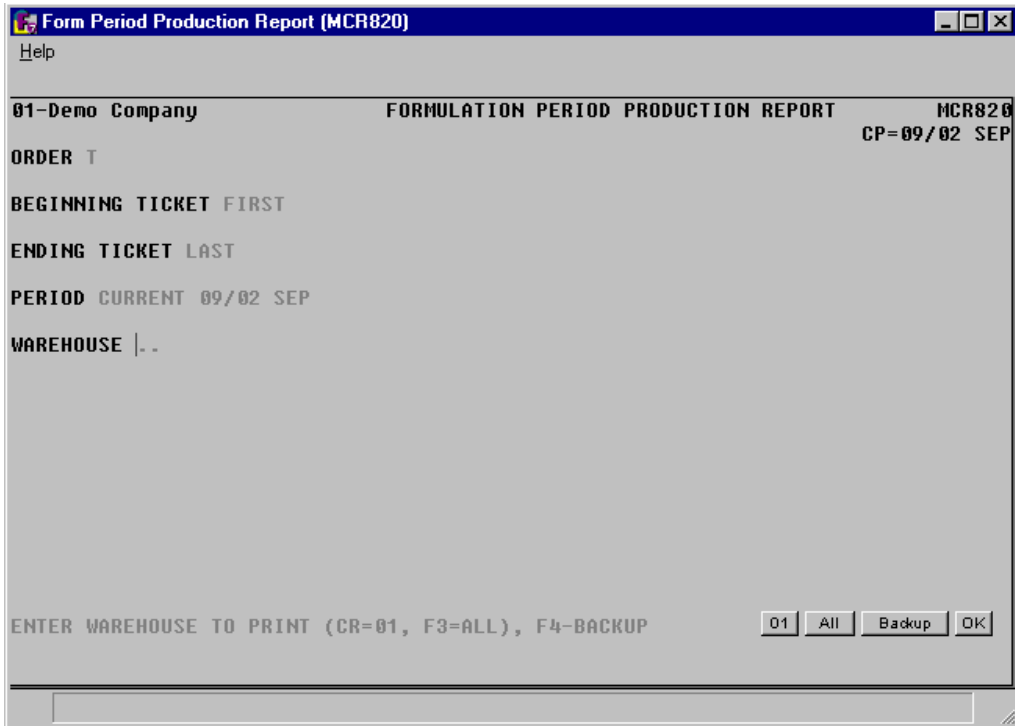 Form Period Production Report (MCR820)
Help
01-Demo Company FORMULATION PERIOD PRODUCTION REPORT MCR820
CP=09/02 SEP
ORDER T
BEGINNING TICKET FIRST
ENDING TICKET LAST
PERIOD CURRENT 09/02 SEP
WAREHOUSE ..
ENTER WAREHOUSE TO PRINT (CR=01, F3=ALL), F4-BACKUP 01 All Backup OK